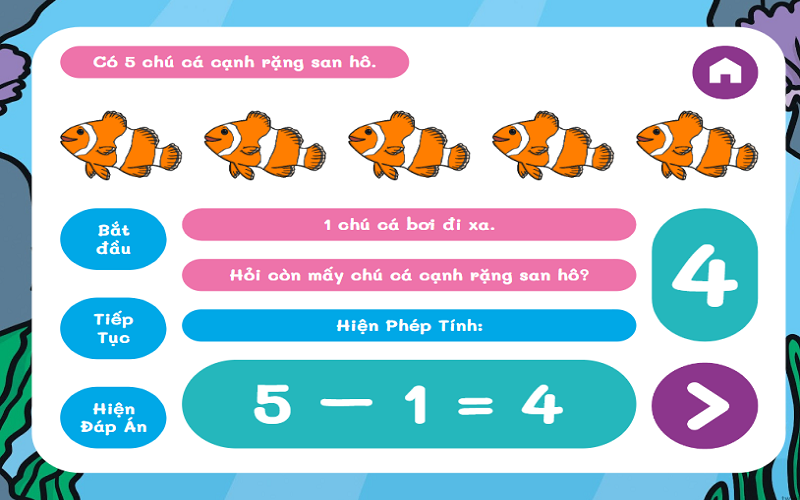 Có 5 chú cá cạnh rặng san hô.
1 chú cá bơi đi xa.
Hỏi còn mấy chú cá cạnh rặng san hô?
Hiện Phép Tính:
5 — 1 = 4
4
Bắt
đầu
Tiếp
Tục
Hiện
Đáp Án